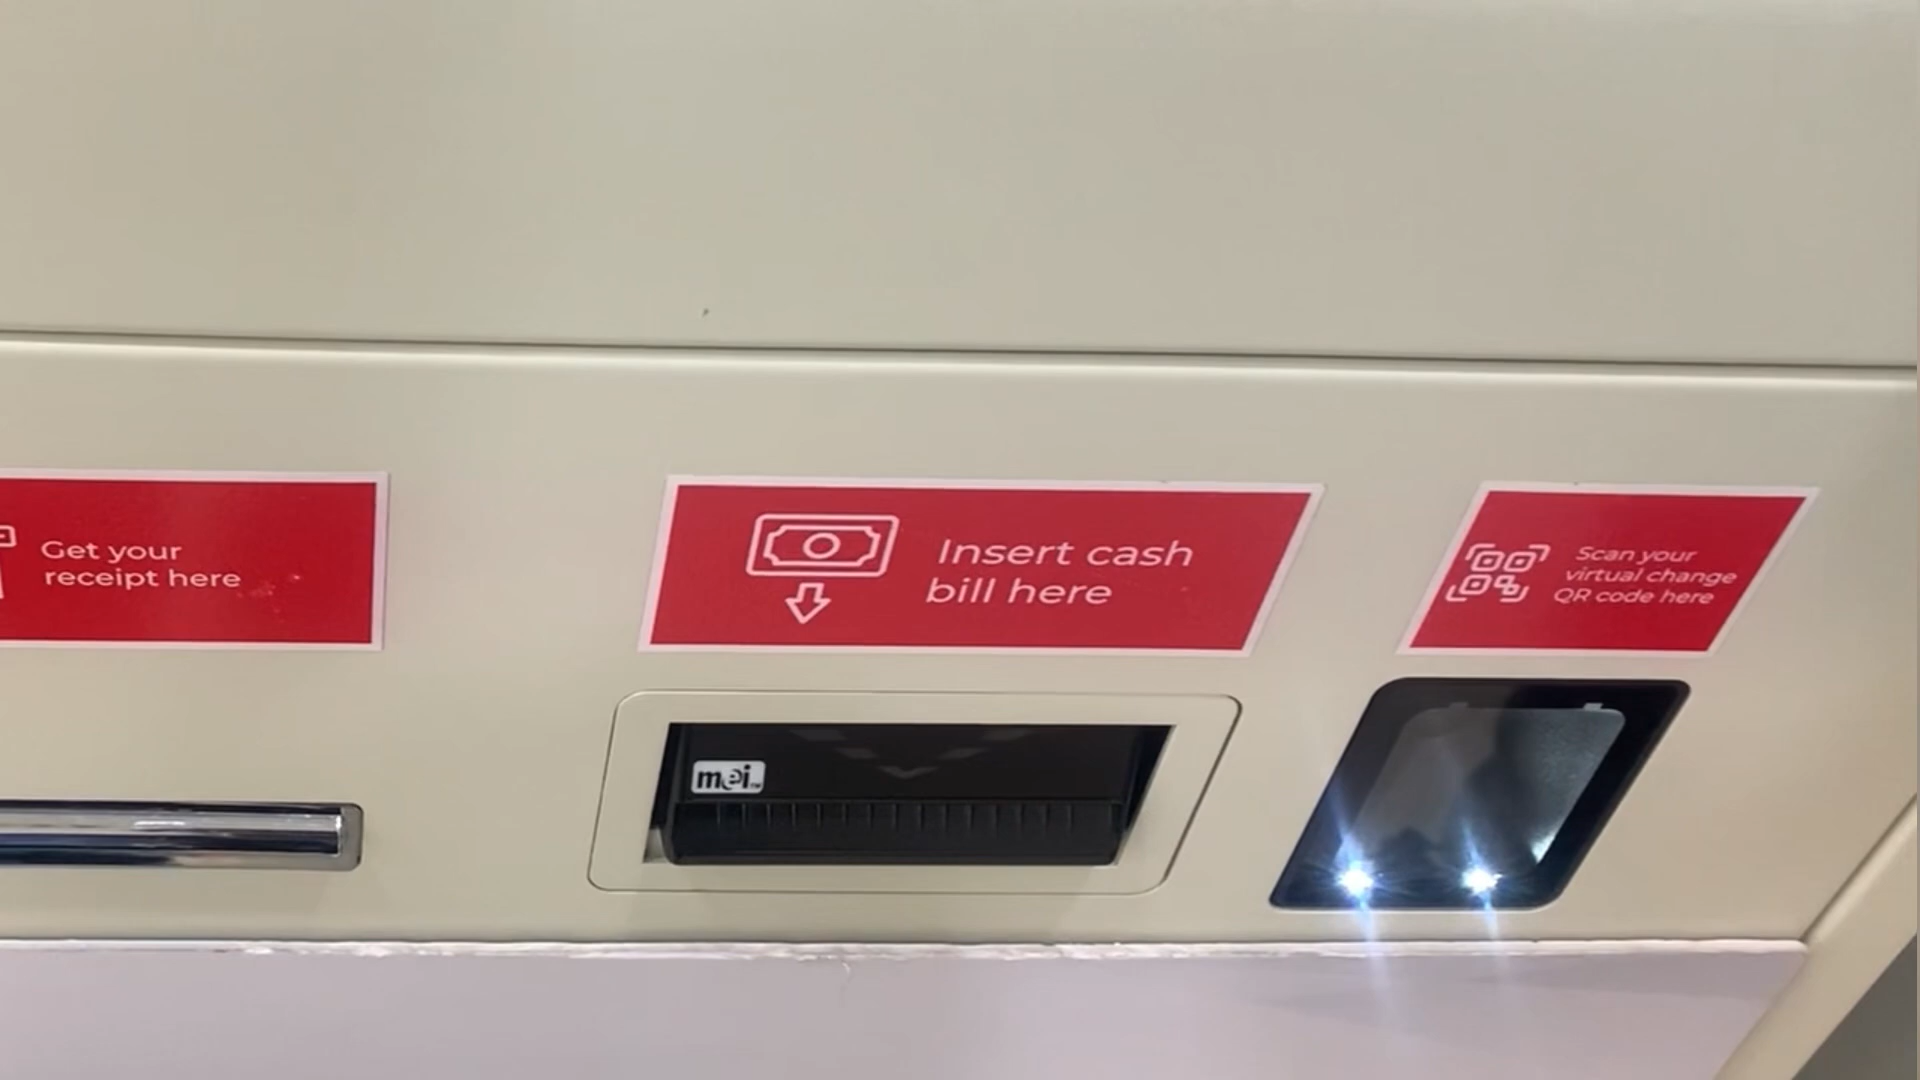 Get your
receipt here
Insert cash
bill here
Scan your
virtual change
QR code here
mei